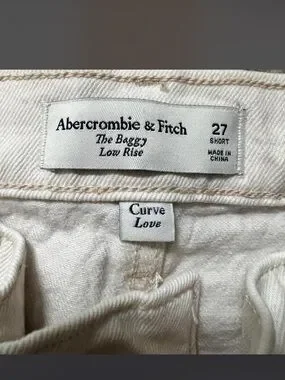 Abercrombie & Fitch
The Baggy
Low Rise
27
SHORT
MADE IN
CHINA
Curve
Love